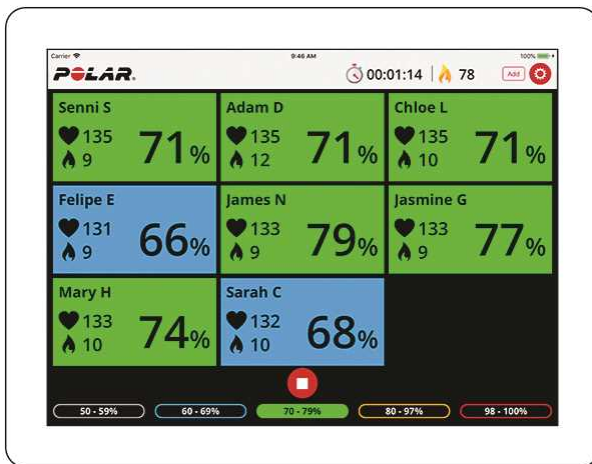 Carrier 9:46 AM 100%
POLAR. 00:01:14 78 Add
Senni S
135
9
71%
Adam D
135
12
71%
Chloe L
135
10
71%
Felipe E
131
9
66%
James N
133
9
79%
Jasmine G
133
9
77%
Mary H
133
10
74%
Sarah C
132
10
68%
50 - 59% 60 - 69% 70 - 79% 80 - 97% 98 - 100%